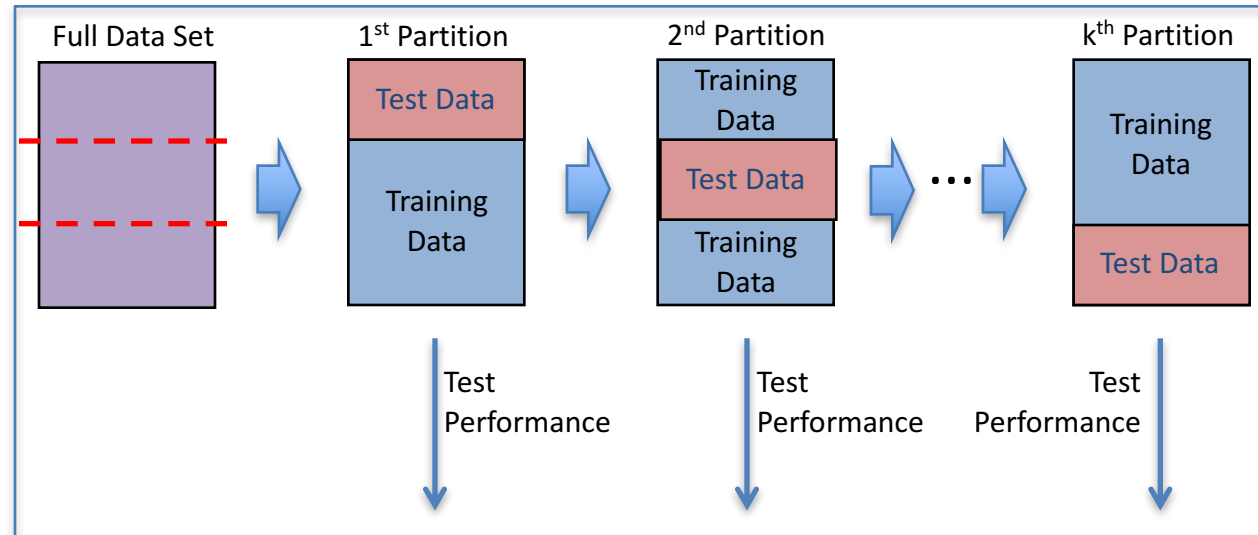 Full Data Set
1st Partition
Test Data
Training
Data
2nd Partition
Training
Data
Test Data
Training
Data
...
kth Partition
Training
Data
Test Data
Test
Performance
Test
Performance
Test
Performance